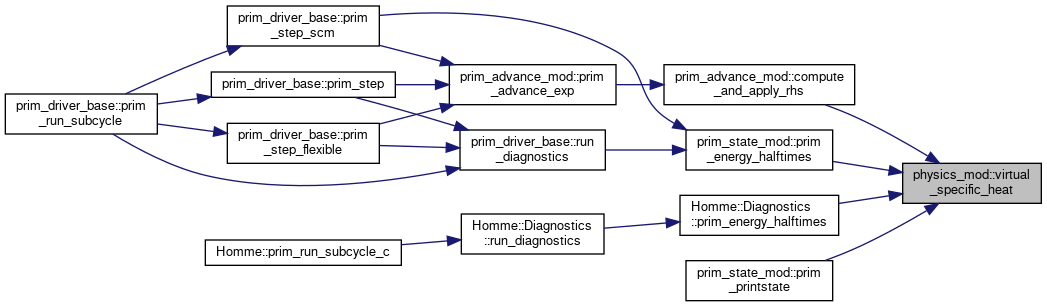 prim_driver_base::prim
_step_scm
prim_driver_base::prim_step
prim_advance_mod::prim
_advance_exp
prim_advance_mod::compute
_and_apply_rhs
prim_driver_base::prim
_run_subcycle
prim_driver_base::prim
_step_flexible
prim_driver_base::run
_diagnostics
prim_state_mod::prim
_energy_halftimes
physics_mod::virtual
_specific_heat
Homme::Diagnostics
::prim_energy_halftimes
Homme::Diagnostics
::run_diagnostics
Homme::prim_run_subcycle_c
prim_state_mod::prim
_printstate